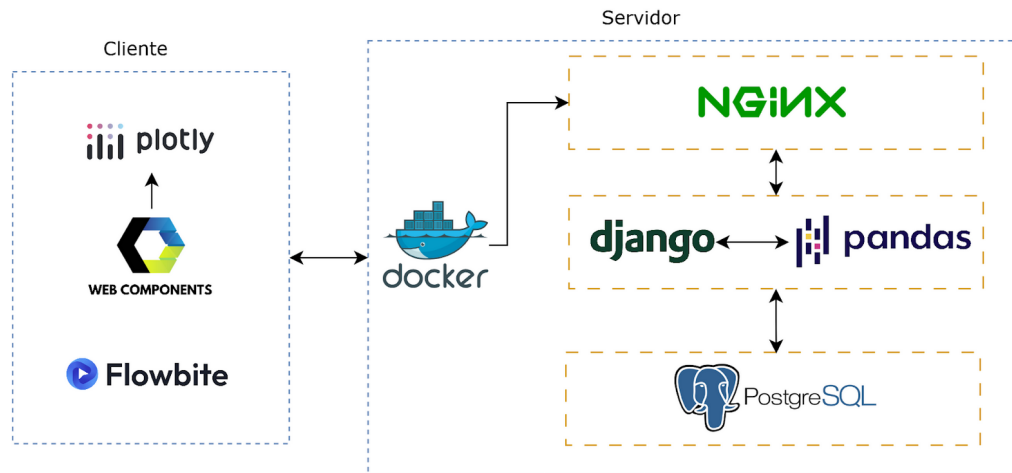 Servidor
Cliente
plotly
WEB COMPONENTS
Flowbite
docker
NGiNX
django
pandas
PostgreSQL